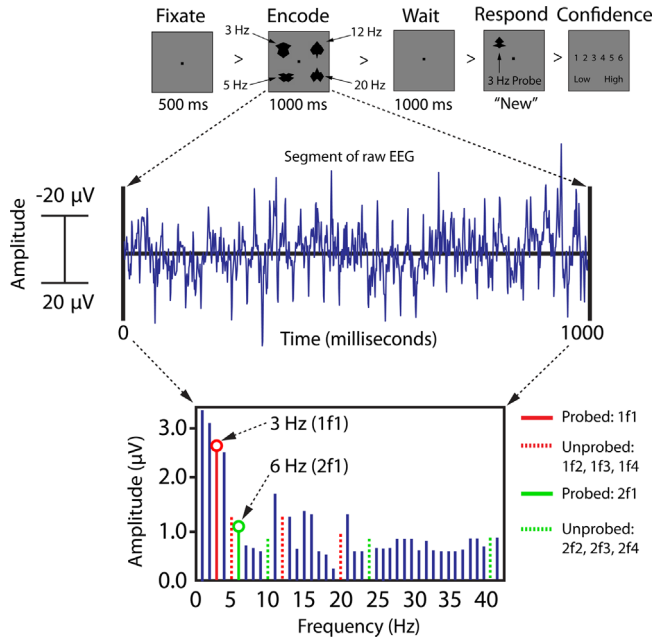 Fixate > Encode > Wait > Respond > Confidence
3 Hz
12 Hz
5 Hz
20 Hz
3 Hz Probe
1 2 3 4 5 6
Low High
500 ms
1000 ms
1000 ms
“New”
Segment of raw EEG
Amplitude
-20 µV
20 µV
0
Time (milliseconds)
1000
Amplitude (µV)
3.0
2.0
1.0
0.0
3 Hz (1f1)
6 Hz (2f1)
0 5 10 15 20 25 30 35 40
Frequency (Hz)
Probed: 1f1
Unprobed:
1f2, 1f3, 1f4
Probed: 2f1
Unprobed:
2f2, 2f3, 2f4